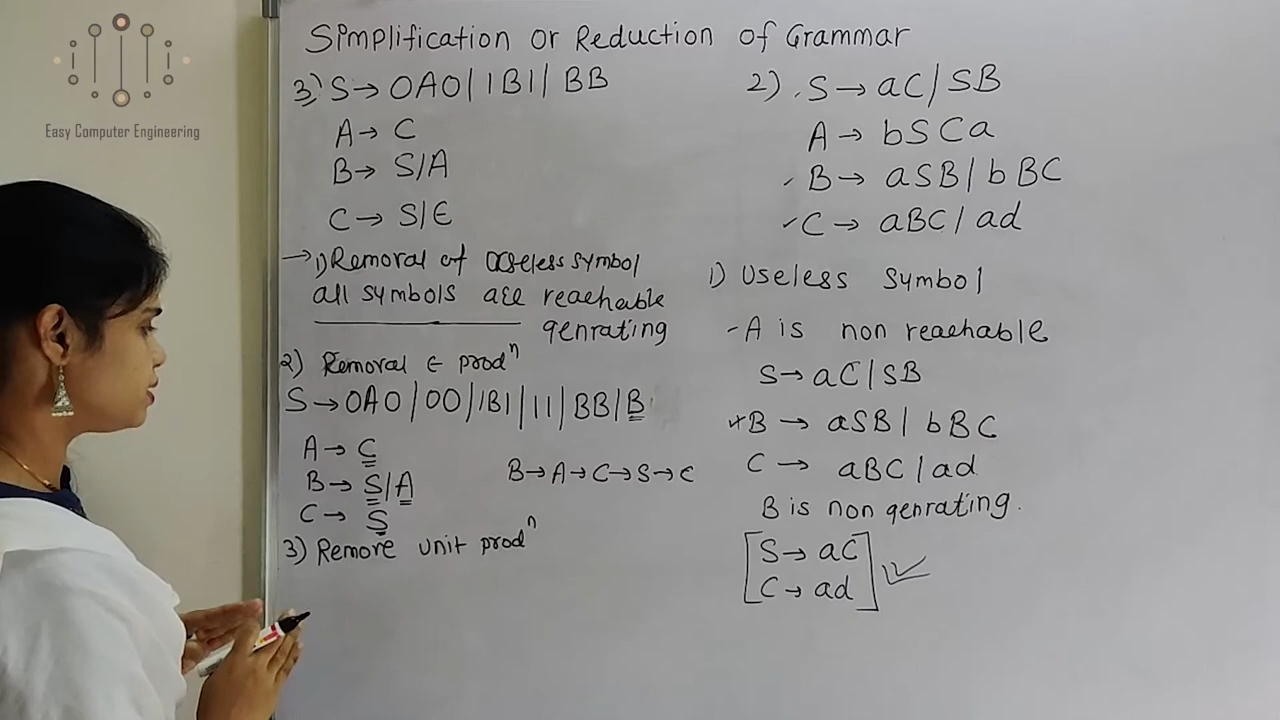 Easy Computer Engineering
Simplification or Reduction of Grammar
3) S→ 0A0 | 1B1 | BB
A→ C
B→ S/A
C→ S/ϵ
→ 1) Removal of useless symbol
all symbols are reachable
genrating
2) Removal ϵ prodⁿ
S→ 0A0 | 00 | 1B1 | 11 | BB | B
A→ C
B→ S/A
C→ S
B→A→C→S→ϵ
3) Remove unit prodⁿ
2) S→ aC / SB
A→ bSCa
B→ aSB / bBC
C→ aBC / ad
1) Useless Symbol
- A is non reachable
S→ aC / SB
B→ aSB / bBC
C→ aBC / ad
B is non genrating.
S→ aC
C→ ad